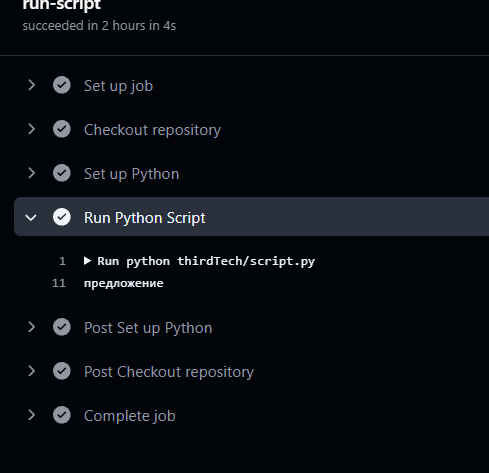 run-script
succeeded in 2 hours in 4s
Set up job
Checkout repository
Set up Python
Run Python Script
1 ▶ Run python thirdTech/script.py
11 предложение
Post Set up Python
Post Checkout repository
Complete job